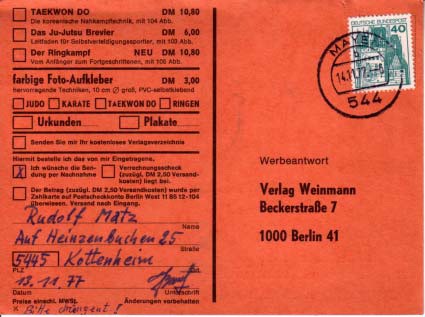 TAEKWON DO DM 10,80
Die koreanische Nahkampftechnik, mit 104 Abb.
Das Ju-Jutsu Brevier DM 6,00
Leitfaden für Selbstverteidigungssportler, mit 109 Abb.
Der Ringkampf NEU DM 10,80
Vom Anfänger zum Fortgeschrittenen, mit 106 Abb.
farbige Foto-Aufkleber DM 3,00
hervorragende Techniken, 10 cm Ø groß, PVC-selbstklebend
JUDO KARATE TAEKWON DO RINGEN
Urkunden Plakate
Senden Sie mir Ihr kostenloses Verlagsverzeichnis
Hiermit bestelle ich das von mir Eingetragene.
X Ich wünsche die Sendung per Nachnahme
Verrechnungsscheck (zuzügl. DM 2,50 Versandkosten) liegt bei.
Der Betrag (zuzügl. DM 2,50 Versandkosten) wurde per
Zahlkarte auf Postscheckkonto Berlin West 11 BS 12-104
überwiesen. Versand nach Eingang.
Rudolf Matz
Name
Auf Heinzenbuchen 25
Straße
5445 Kottenheim
PLZ Ort
13.11.77
Datum Unterschrift
Preise einschl. MWSt. Änderungen vorbehalten
x Bitte dringent!
DEUTSCHE BUNDESPOST
40
14.11.77
544
Werbeantwort
Verlag Weinmann
Beckerstraße 7
1000 Berlin 41